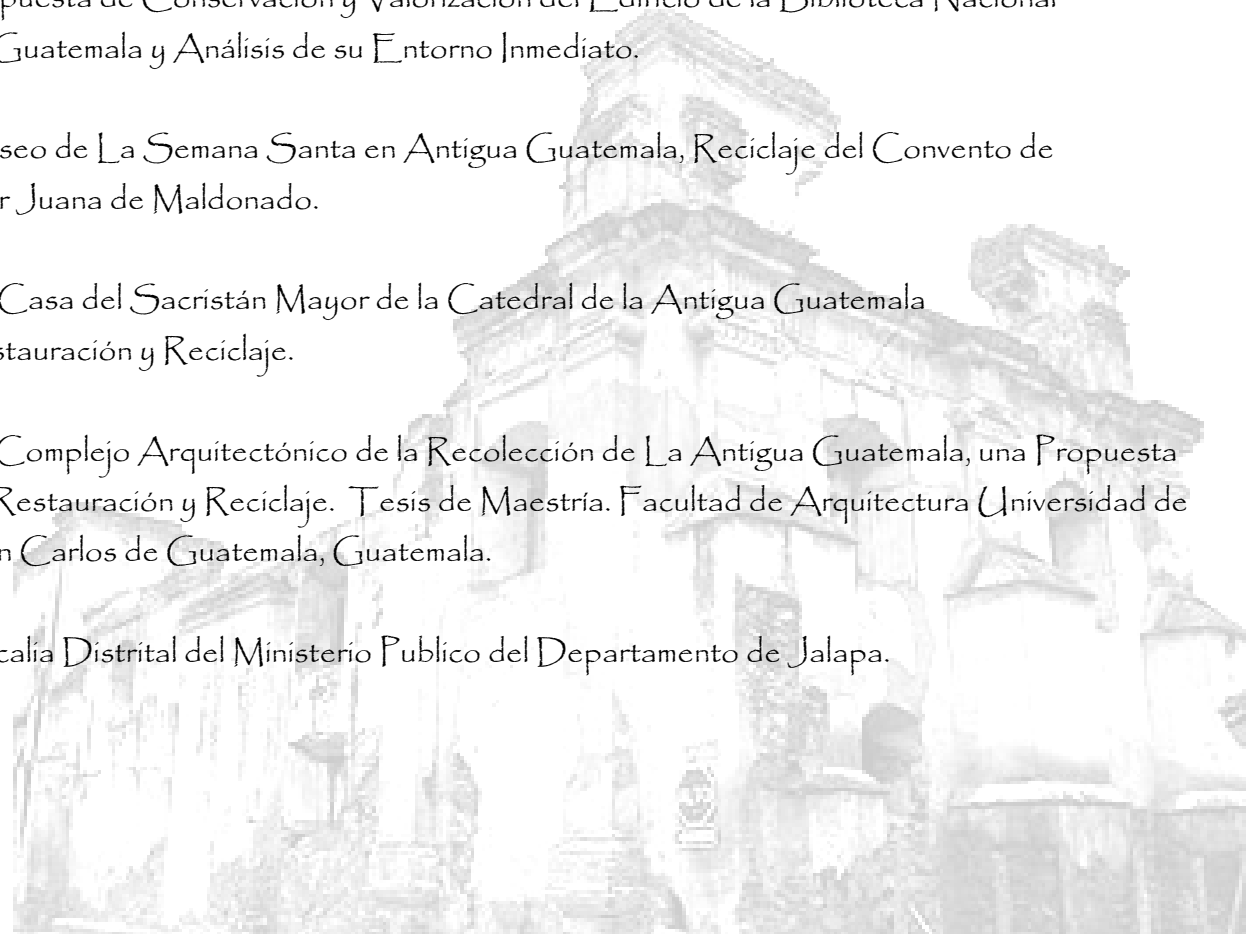 puesta de Conservación y Valorización del Edificio de la Biblioteca Nacional
Guatemala y Análisis de su Entorno Inmediato.
seo de La Semana Santa en Antigua Guatemala, Reciclaje del Convento de
r Juana de Maldonado.
Casa del Sacristán Mayor de la Catedral de la Antigua Guatemala
stauración y Reciclaje.
Complejo Arquitectónico de la Recolección de La Antigua Guatemala, una Propuesta
Restauración y Reciclaje. Tesis de Maestría. Facultad de Arquitectura Universidad de
n Carlos de Guatemala, Guatemala.
calia Distrital del Ministerio Publico del Departamento de Jalapa.